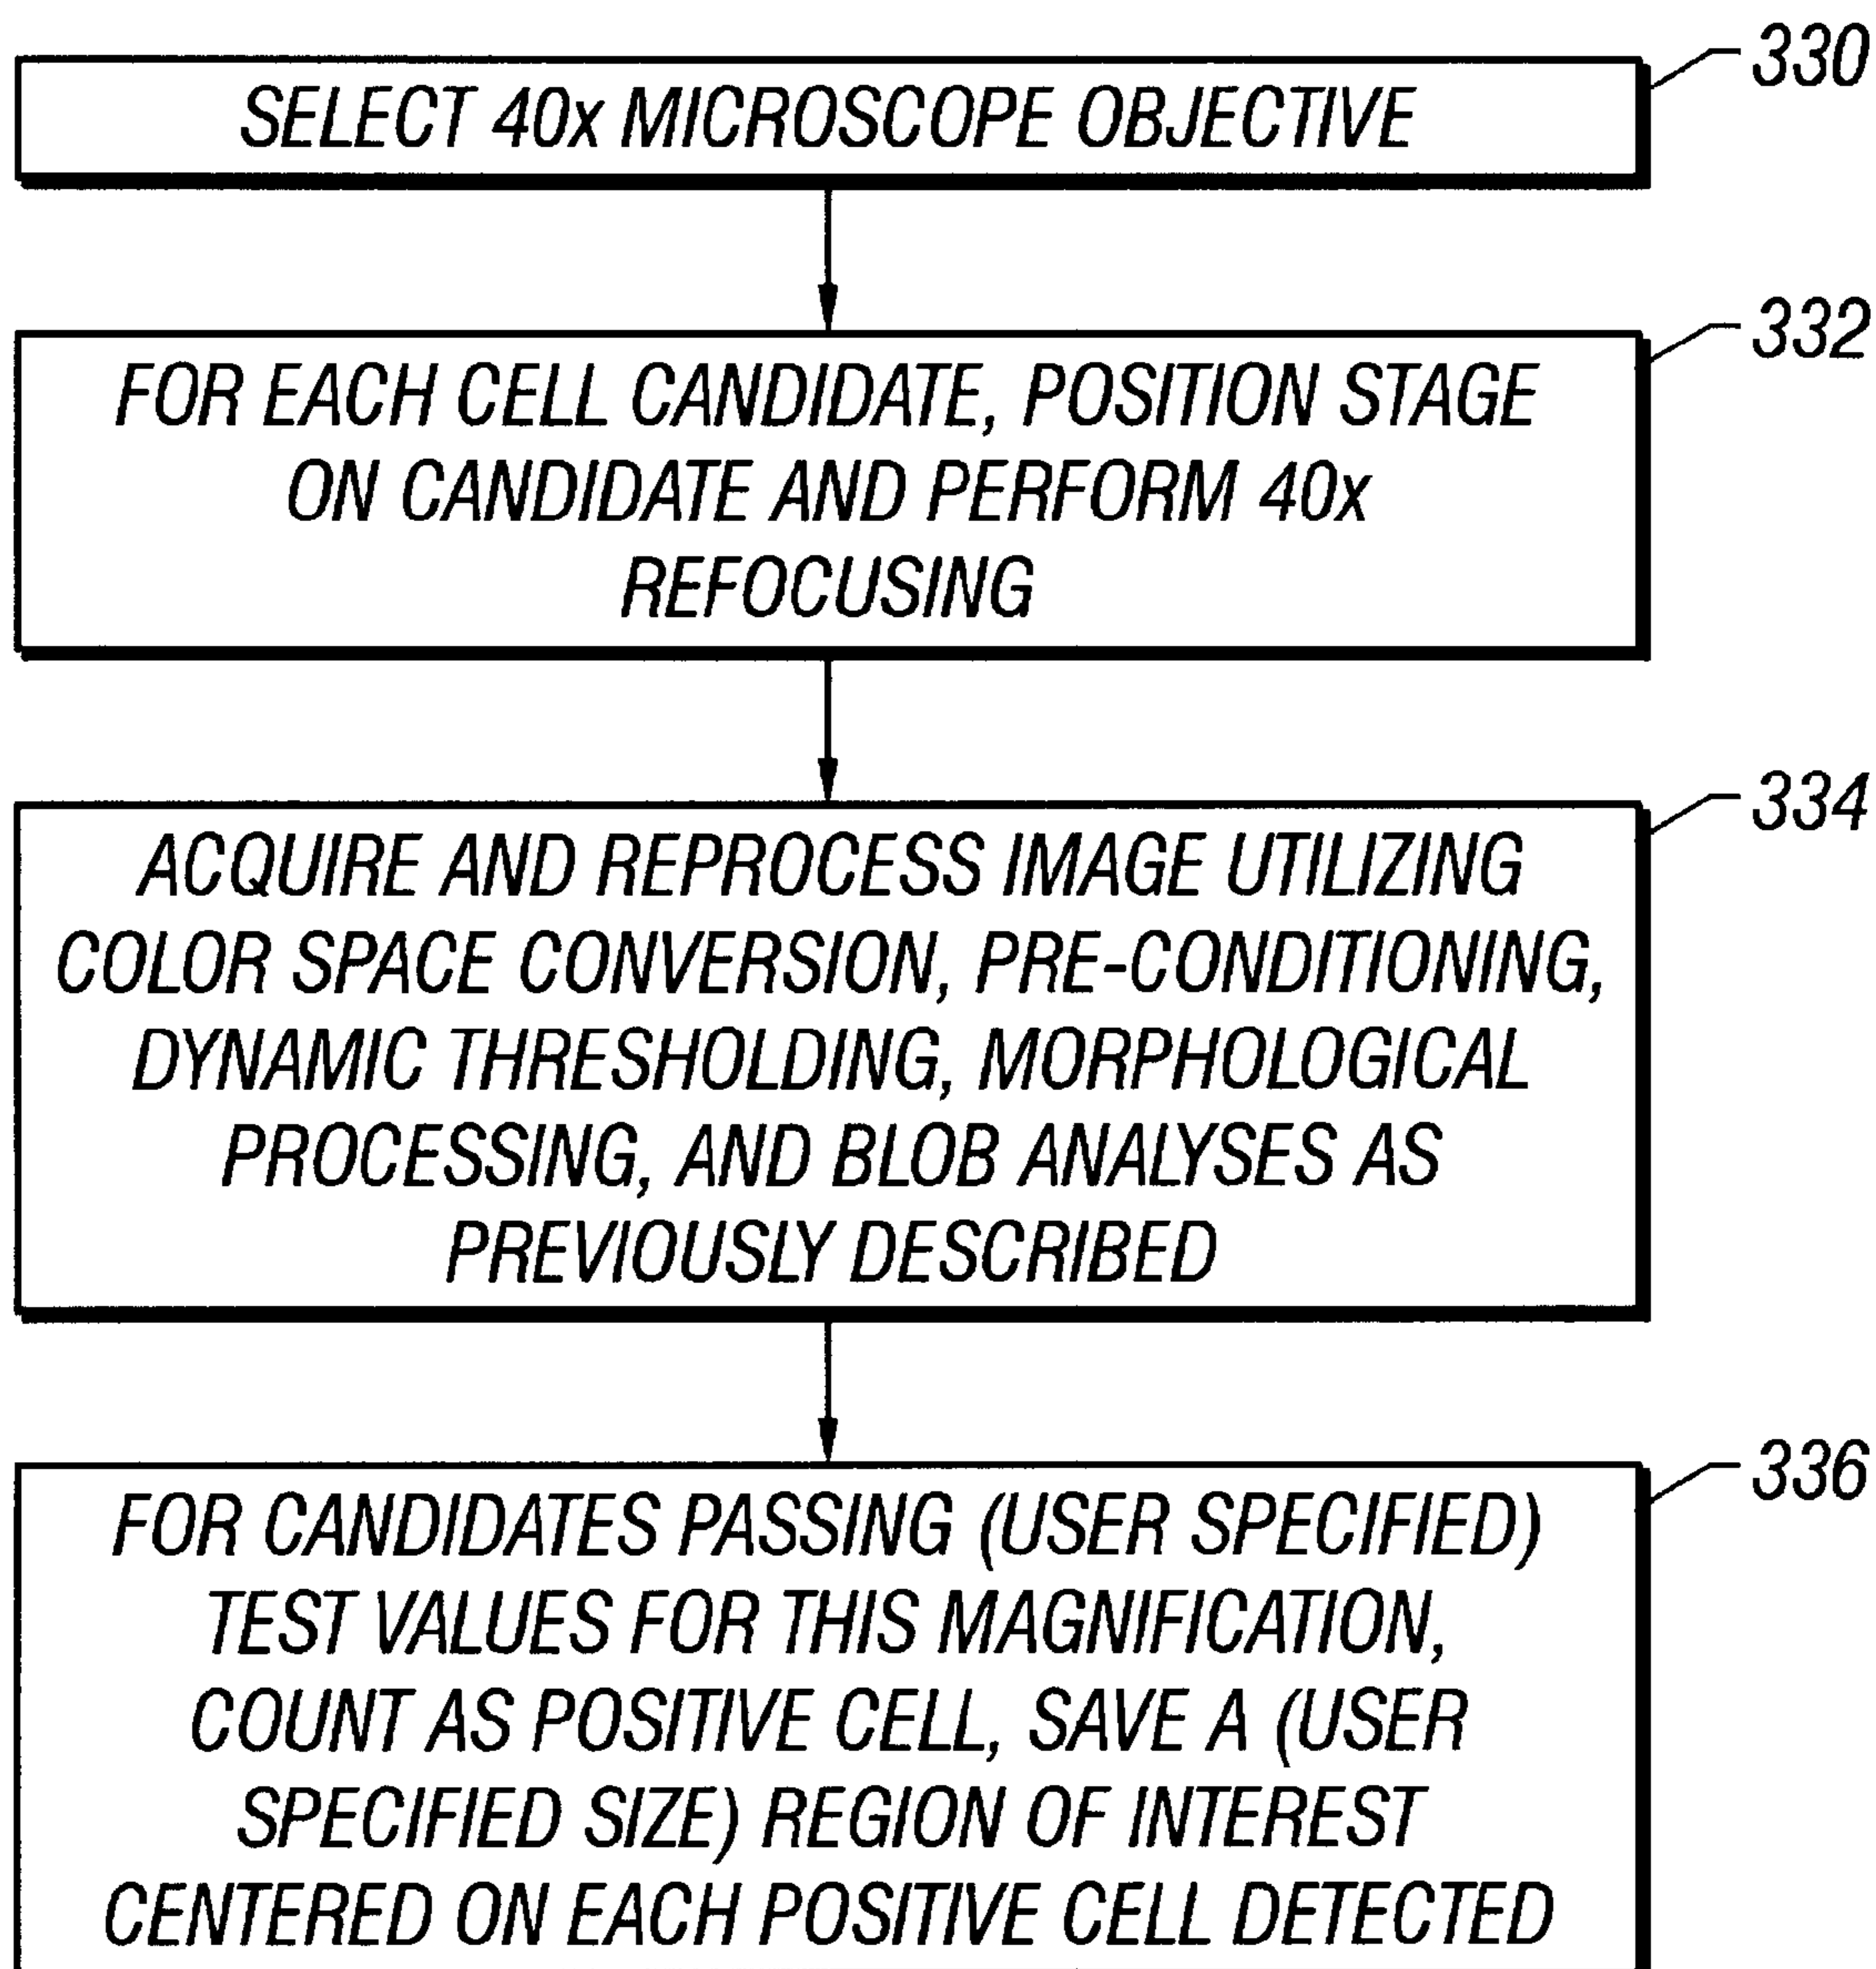 330
SELECT 40x MICROSCOPE OBJECTIVE
332
FOR EACH CELL CANDIDATE, POSITION STAGE
ON CANDIDATE AND PERFORM 40x
REFOCUSING
334
ACQUIRE AND REPROCESS IMAGE UTILIZING
COLOR SPACE CONVERSION, PRE-CONDITIONING,
DYNAMIC THRESHOLDING, MORPHOLOGICAL
PROCESSING, AND BLOB ANALYSES AS
PREVIOUSLY DESCRIBED
336
FOR CANDIDATES PASSING (USER SPECIFIED)
TEST VALUES FOR THIS MAGNIFICATION,
COUNT AS POSITIVE CELL, SAVE A (USER
SPECIFIED SIZE) REGION OF INTEREST
CENTERED ON EACH POSITIVE CELL DETECTED